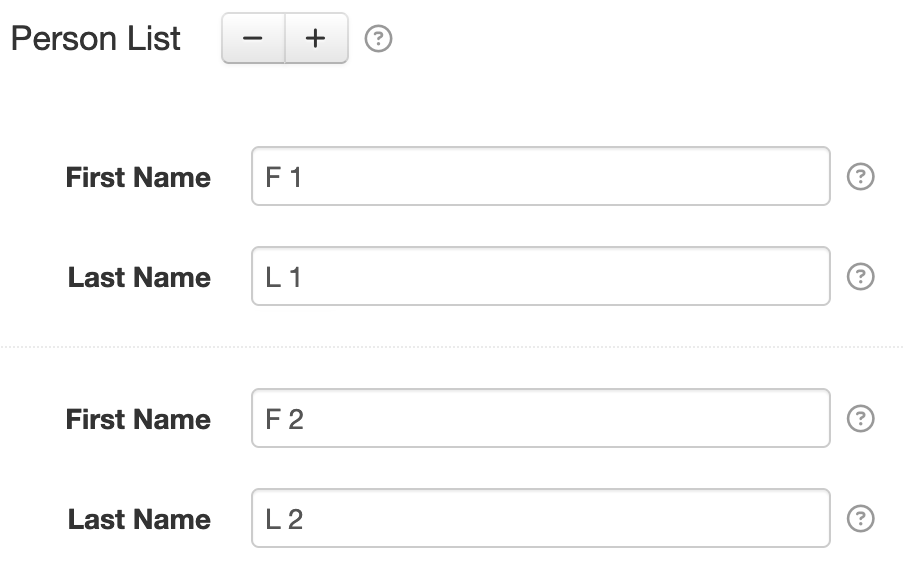 Person List − + ?
First Name F 1 ?
Last Name L 1 ?
First Name F 2 ?
Last Name L 2 ?